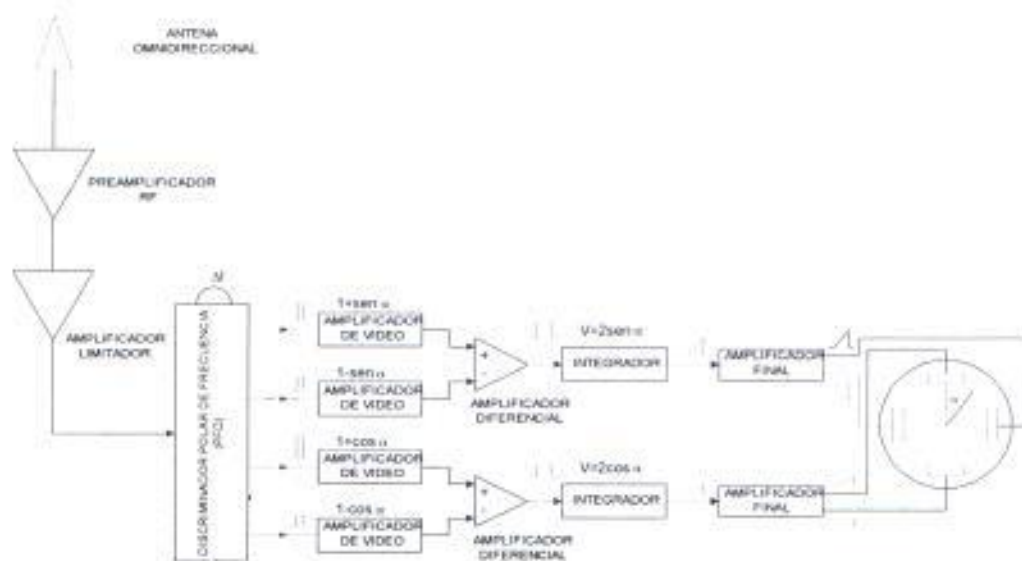 ANTENA
OMNIDIRECCIONAL
PREAMPLIFICADOR
RF
AMPLIFICADOR
LIMITADOR
DISCRIMINADOR POLAR DE FRECUENCIA
(PFD)
1+sen α
AMPLIFICADOR
DE VIDEO
1-sen α
AMPLIFICADOR
DE VIDEO
1+cos α
AMPLIFICADOR
DE VIDEO
1-cos α
AMPLIFICADOR
DE VIDEO
+
-
AMPLIFICADOR
DIFERENCIAL
+
-
AMPLIFICADOR
DIFERENCIAL
V=2sen α
INTEGRADOR
V=2cos α
INTEGRADOR
AMPLIFICADOR
FINAL
AMPLIFICADOR
FINAL
α